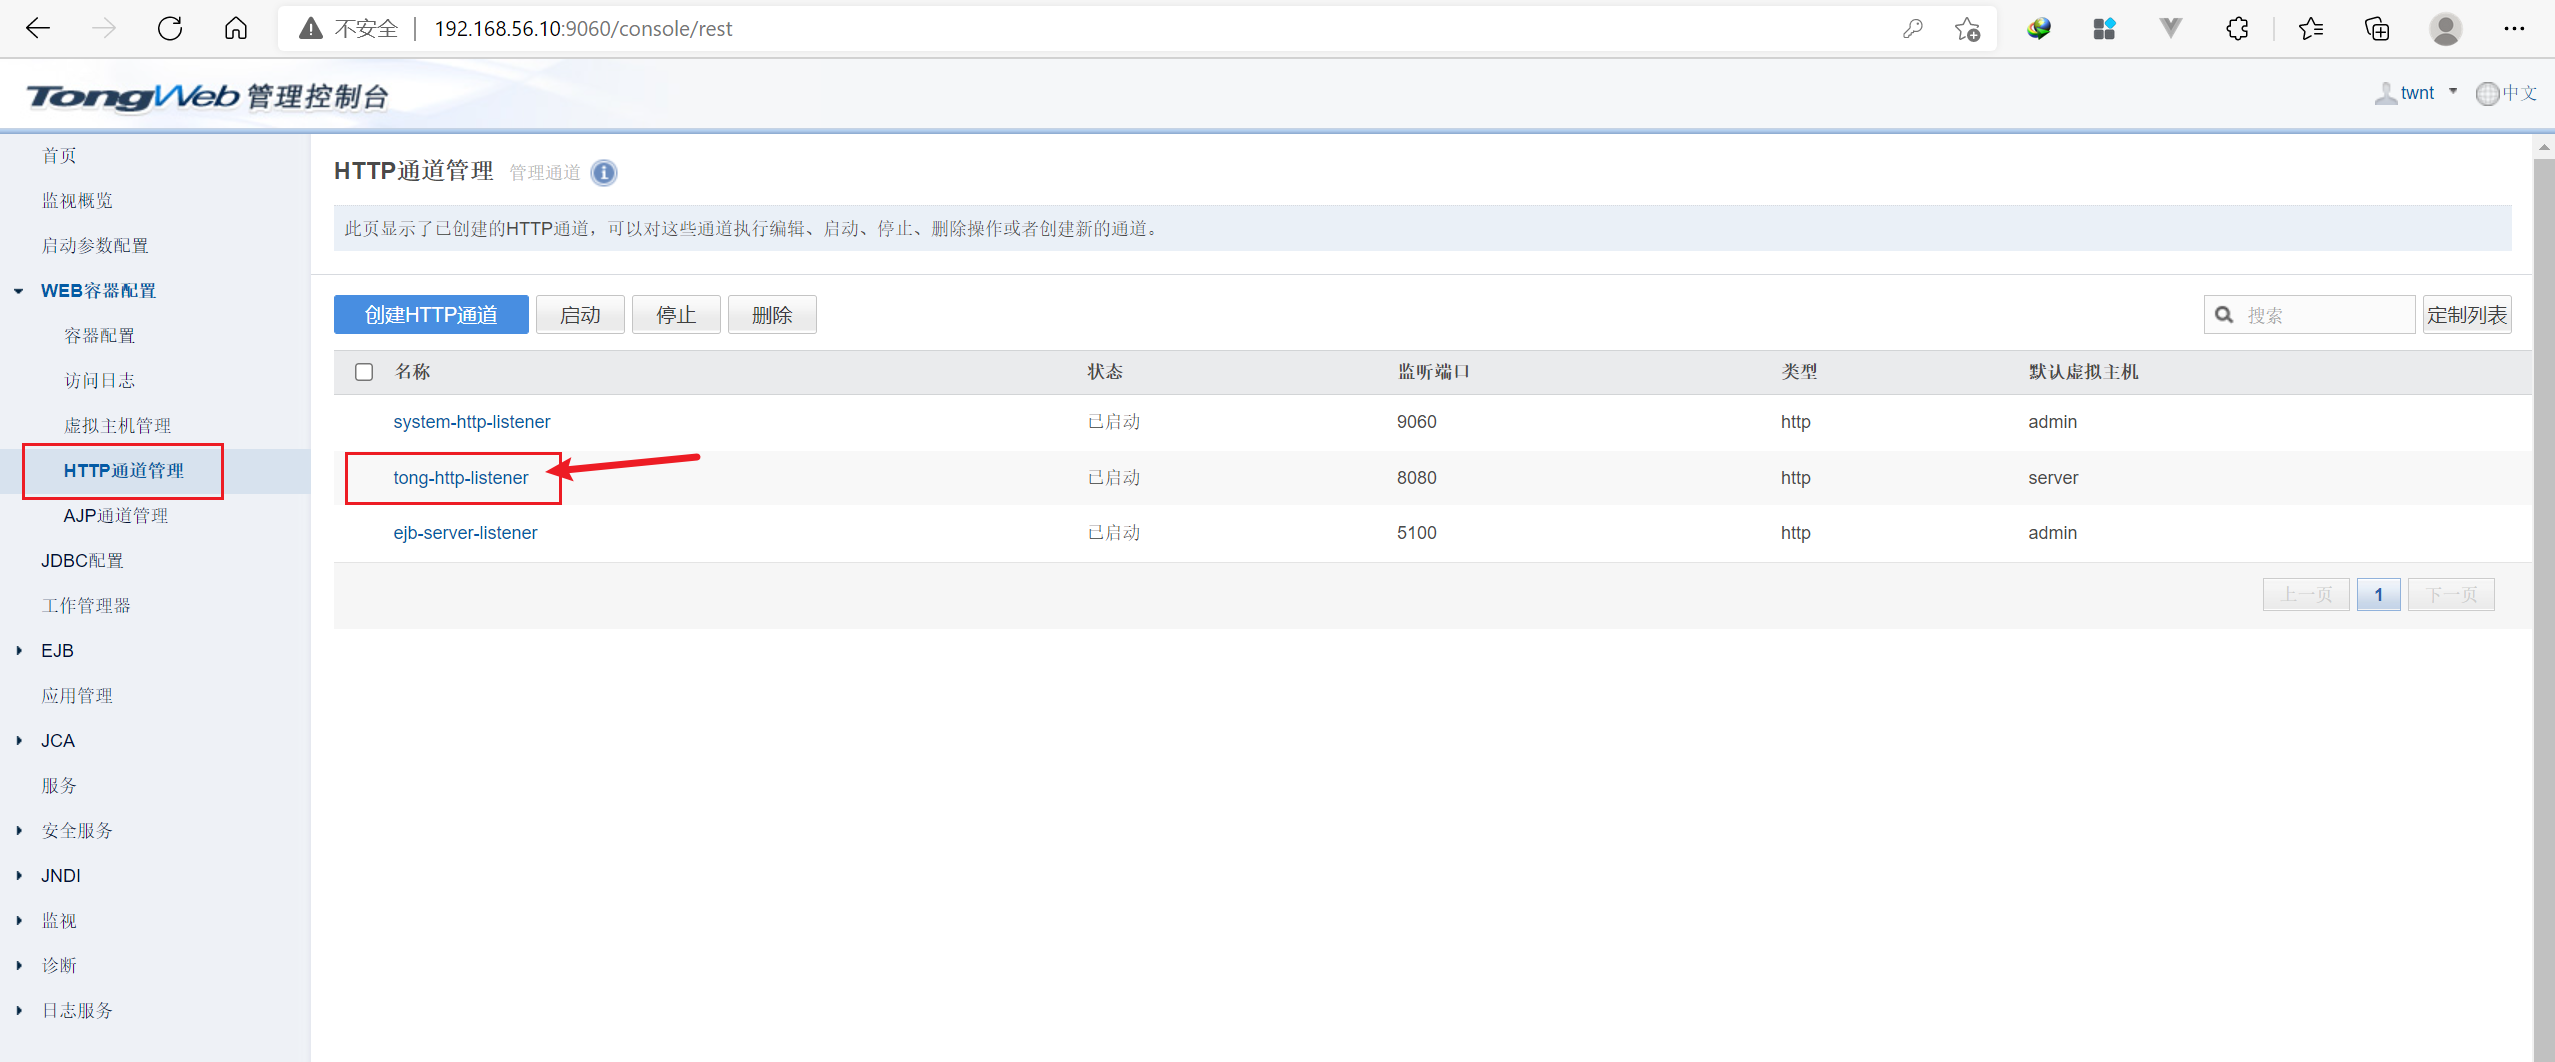 不安全 192.168.56.10:9060/console/rest
TongWeb 管理控制台
twnt 中文
首页
监视概览
启动参数配置
WEB容器配置
容器配置
访问日志
虚拟主机管理
HTTP通道管理
AJP通道管理
JDBC配置
工作管理器
EJB
应用管理
JCA
服务
安全服务
JNDI
监视
诊断
日志服务
HTTP通道管理 管理通道
此页显示了已创建的HTTP通道，可以对这些通道执行编辑、启动、停止、删除操作或者创建新的通道。
创建HTTP通道 启动 停止 删除 搜索 定制列表
名称 状态 监听端口 类型 默认虚拟主机
system-http-listener 已启动 9060 http admin
tong-http-listener 已启动 8080 http server
ejb-server-listener 已启动 5100 http admin
上一页 1 下一页